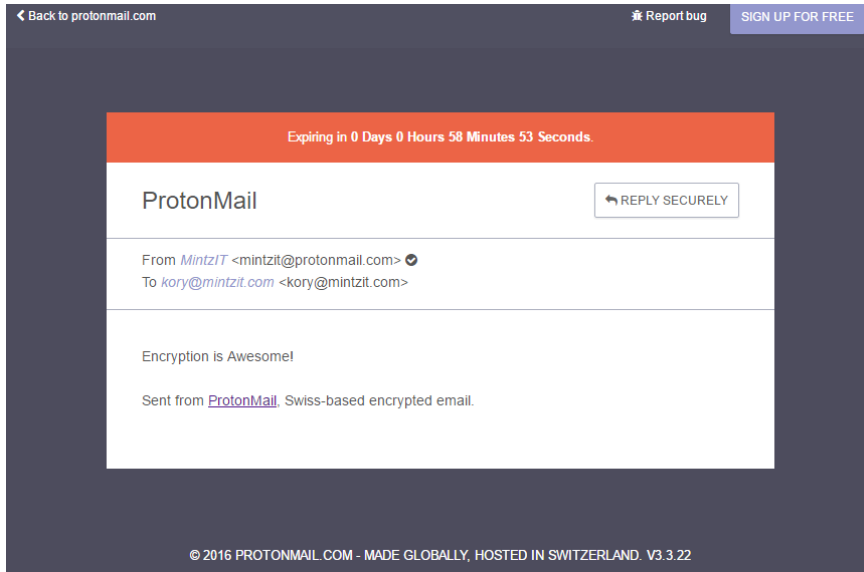 Back to protonmail.com
Report bug
SIGN UP FOR FREE
Expiring in 0 Days 0 Hours 58 Minutes 53 Seconds.
ProtonMail
REPLY SECURELY
From MintzIT <mintzit@protonmail.com>
To kory@mintzit.com <kory@mintzit.com>
Encryption is Awesome!
Sent from ProtonMail, Swiss-based encrypted email.
© 2016 PROTONMAIL.COM - MADE GLOBALLY, HOSTED IN SWITZERLAND. V3.3.22